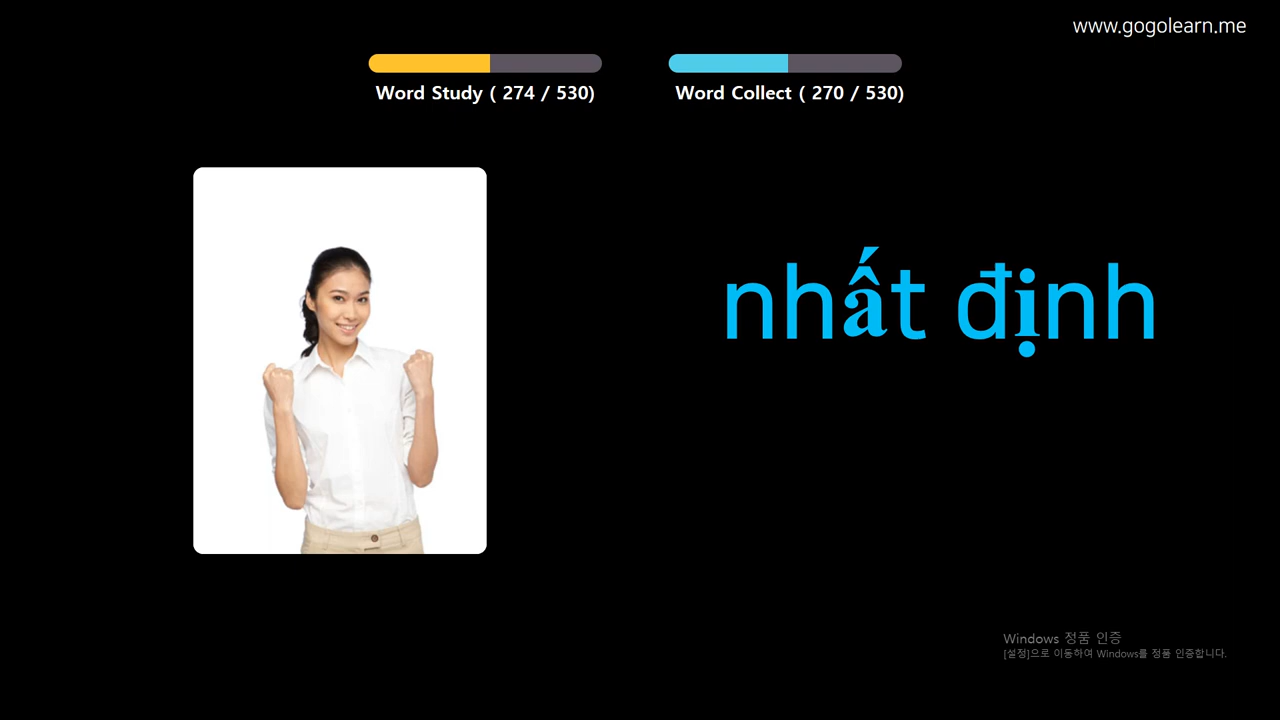 www.gogolearn.me
Word Study ( 274 / 530)
Word Collect ( 270 / 530)
nhất định
Windows 정품 인증
[설정]으로 이동하여 Windows를 정품 인증합니다.